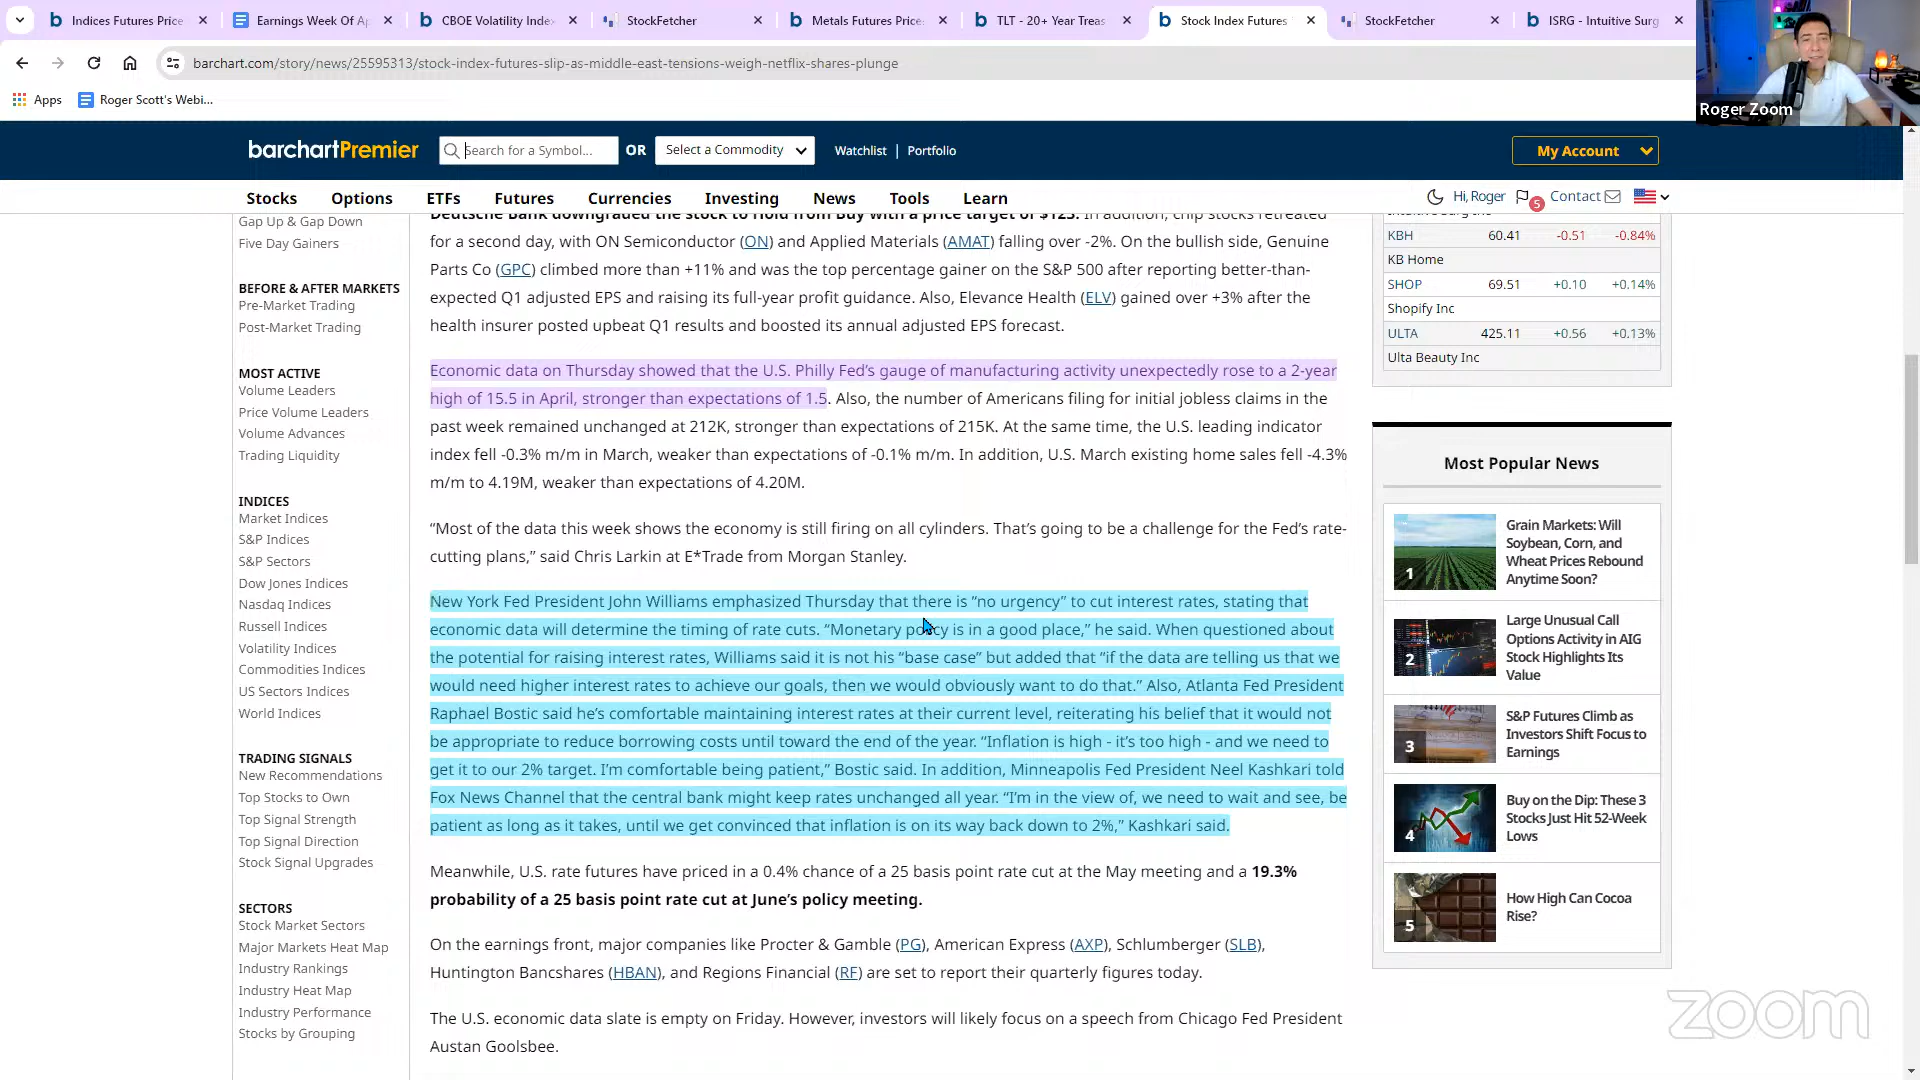 Indices Futures Price
Earnings Week Of Ap
CBOE Volatility Index
StockFetcher
Metals Futures Price
TLT - 20+ Year Treas
Stock Index Futures
StockFetcher
ISRG - Intuitive Surg
barchart.com/story/news/25595313/stock-index-futures-slip-as-middle-east-tensions-weigh-netflix-shares-plunge
Apps
Roger Scott's Webi...
Roger Zoom
barchartPremier
Search for a Symbol...
OR
Select a Commodity
Watchlist | Portfolio
My Account
Stocks
Options
ETFs
Futures
Currencies
Investing
News
Tools
Learn
Hi, Roger
5
Contact
Gap Up & Gap Down
Five Day Gainers
BEFORE & AFTER MARKETS
Pre-Market Trading
Post-Market Trading
MOST ACTIVE
Volume Leaders
Price Volume Leaders
Volume Advances
Trading Liquidity
INDICES
Market Indices
S&P Indices
S&P Sectors
Dow Jones Indices
Nasdaq Indices
Russell Indices
Volatility Indices
Commodities Indices
US Sectors Indices
World Indices
TRADING SIGNALS
New Recommendations
Top Stocks to Own
Top Signal Strength
Top Signal Direction
Stock Signal Upgrades
SECTORS
Stock Market Sectors
Major Markets Heat Map
Industry Rankings
Industry Heat Map
Industry Performance
Stocks by Grouping
Deutsche Bank downgraded the stock to Hold from Buy with a price target of $123. In addition, chip stocks retreated
for a second day, with ON Semiconductor (ON) and Applied Materials (AMAT) falling over -2%. On the bullish side, Genuine
Parts Co (GPC) climbed more than +11% and was the top percentage gainer on the S&P 500 after reporting better-than-
expected Q1 adjusted EPS and raising its full-year profit guidance. Also, Elevance Health (ELV) gained over +3% after the
health insurer posted upbeat Q1 results and boosted its annual adjusted EPS forecast.
Economic data on Thursday showed that the U.S. Philly Fed's gauge of manufacturing activity unexpectedly rose to a 2-year
high of 15.5 in April, stronger than expectations of 1.5. Also, the number of Americans filing for initial jobless claims in the
past week remained unchanged at 212K, stronger than expectations of 215K. At the same time, the U.S. leading indicator
index fell -0.3% m/m in March, weaker than expectations of -0.1% m/m. In addition, U.S. March existing home sales fell -4.3%
m/m to 4.19M, weaker than expectations of 4.20M.
“Most of the data this week shows the economy is still firing on all cylinders. That's going to be a challenge for the Fed's rate-
cutting plans,” said Chris Larkin at E*Trade from Morgan Stanley.
New York Fed President John Williams emphasized Thursday that there is “no urgency” to cut interest rates, stating that
economic data will determine the timing of rate cuts. “Monetary policy is in a good place,” he said. When questioned about
the potential for raising interest rates, Williams said it is not his “base case” but added that “if the data are telling us that we
would need higher interest rates to achieve our goals, then we would obviously want to do that.” Also, Atlanta Fed President
Raphael Bostic said he's comfortable maintaining interest rates at their current level, reiterating his belief that it would not
be appropriate to reduce borrowing costs until toward the end of the year. “Inflation is high - it's too high - and we need to
get it to our 2% target. I'm comfortable being patient,” Bostic said. In addition, Minneapolis Fed President Neel Kashkari told
Fox News Channel that the central bank might keep rates unchanged all year. “I'm in the view of, we need to wait and see, be
patient as long as it takes, until we get convinced that inflation is on its way back down to 2%,” Kashkari said.
Meanwhile, U.S. rate futures have priced in a 0.4% chance of a 25 basis point rate cut at the May meeting and a 19.3%
probability of a 25 basis point rate cut at June's policy meeting.
On the earnings front, major companies like Procter & Gamble (PG), American Express (AXP), Schlumberger (SLB),
Huntington Bancshares (HBAN), and Regions Financial (RF) are set to report their quarterly figures today.
The U.S. economic data slate is empty on Friday. However, investors will likely focus on a speech from Chicago Fed President
Austan Goolsbee.
Intuitive Surg Inc
KBH 60.41 -0.51 -0.84%
KB Home
SHOP 69.51 +0.10 +0.14%
Shopify Inc
ULTA 425.11 +0.56 +0.13%
Ulta Beauty Inc
Most Popular News
1
Grain Markets: Will
Soybean, Corn, and
Wheat Prices Rebound
Anytime Soon?
2
Large Unusual Call
Options Activity in AIG
Stock Highlights Its
Value
3
S&P Futures Climb as
Investors Shift Focus to
Earnings
4
Buy on the Dip: These 3
Stocks Just Hit 52-Week
Lows
5
How High Can Cocoa
Rise?
zoom